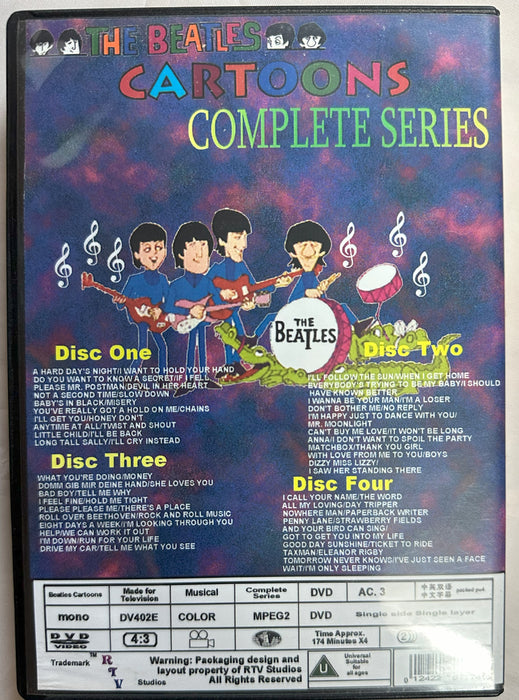 THE BEATLES
CARTOONS
COMPLETE SERIES
THE
BEATLES
Disc One
A HARD DAY'S NIGHT/I WANT TO HOLD YOUR HAND
DO YOU WANT TO KNOW A SECRET/IF I FELL
PLEASE MR. POSTMAN/DEVIL IN HER HEART
NOT A SECOND TIME/SLOW DOWN
BABY'S IN BLACK/MISERY
YOU'VE REALLY GOT A HOLD ON ME/CHAINS
I'LL GET YOU/HONEY DON'T
ANYTIME AT ALL/TWIST AND SHOUT
LITTLE CHILD/I'LL BE BACK
LONG TALL SALLY/I'LL CRY INSTEAD
Disc Two
I'LL FOLLOW THE SUN/WHEN I GET HOME
EVERYBODY'S TRYING TO BE MY BABY/I SHOULD
HAVE KNOWN BETTER
I WANNA BE YOUR MAN/I'M A LOSER
DON'T BOTHER ME/NO REPLY
I'M HAPPY JUST TO DANCE WITH YOU/
MR. MOONLIGHT
CAN'T BUY ME LOVE/IT WON'T BE LONG
ANNA/I DON'T WANT TO SPOIL THE PARTY
MATCHBOX/THANK YOU GIRL
WITH LOVE FROM ME TO YOU/BOYS
DIZZY MISS LIZZY/
I SAW HER STANDING THERE
Disc Three
WHAT YOU'RE DOING/MONEY
DOMM GIB MIR DENE HAND/SHE LOVES YOU
BAD BOY/TELL ME WHY
I FEEL FINE/HOLD ME TIGHT
PLEASE PLEASE ME/THERE'S A PLACE
ROLL OVER BEETHOVEN/ROCK AND ROLL MUSIC
EIGHT DAYS A WEEK/I'M LOOKING THROUGH YOU
HELP/WE CAN WORK IT OUT
I'M DOWN/RUN FOR YOUR LIFE
DRIVE MY CAR/TELL ME WHAT YOU SEE
Disc Four
I CALL YOUR NAME/THE WORD
ALL MY LOVING/DAY TRIPPER
NOWHERE MAN/PAPERBACK WRITER
PENNY LANE/STRAWBERRY FIELDS
AND YOUR BIRD CAN SING/
GOT TO GET YOU INTO MY LIFE
GOOD DAY SUNSHINE/TICKET TO RIDE
TAXMAN/ELEANOR RIGBY
TOMORROW NEVER KNOWS/I'VE JUST SEEN A FACE
WAIT/I'M ONLY SLEEPING
Beatles Cartoons Made for Television Musical Complete Series DVD AC. 3 中英双语 中文字幕 packed pw4
mono DV402E COLOR MPEG2 DVD Single side Single layer
DVD VIDEO 4:3 Time Approx. 174 Minutes X4 2
Trademark TM RTV Studios
Warning: Packaging design and
layout property of RTV Studios
All Rights Reserved
U Universal Suitable for all ages
0 12422